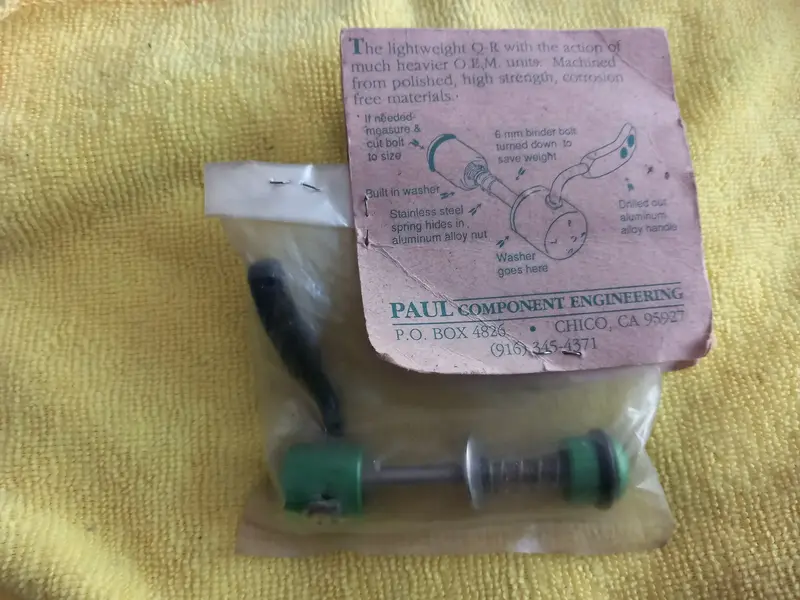 The lightweight Q-R with the action of
much heavier O.E.M. units. Machined
from polished, high strength, corrosion
free materials.
If needed-
measure &
cut bolt
to size
6 mm binder bolt
turned down to
save weight
Built in washer
Stainless steel
spring hides in
aluminum alloy nut
Washer
goes here
Drilled out
aluminum
alloy handle
PAUL COMPONENT ENGINEERING
P.O. BOX 4826 • CHICO, CA 95927
(916) 345-4371